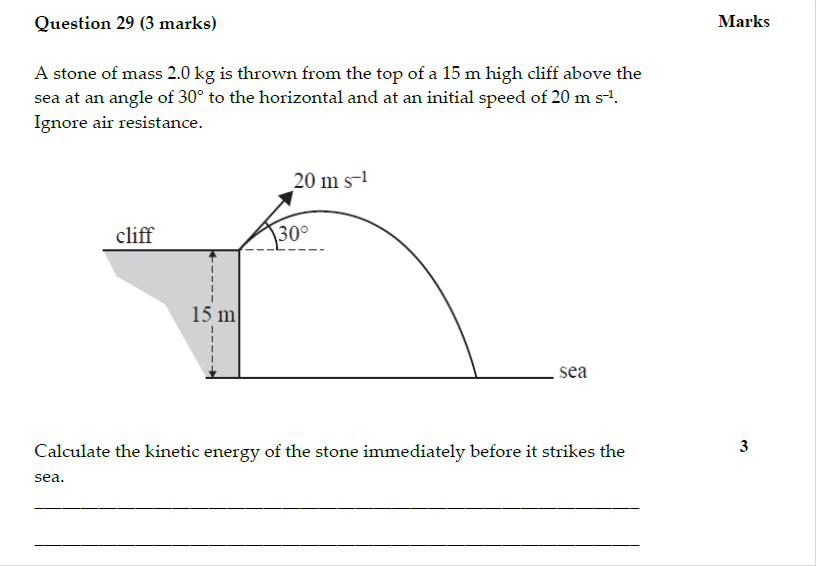 Question 29 (3 marks) Marks
A stone of mass 2.0 kg is thrown from the top of a 15 m high cliff above the
sea at an angle of 30° to the horizontal and at an initial speed of 20 m s⁻¹.
Ignore air resistance.
20 m s⁻¹
cliff
30°
15 m
sea
Calculate the kinetic energy of the stone immediately before it strikes the 3
sea.